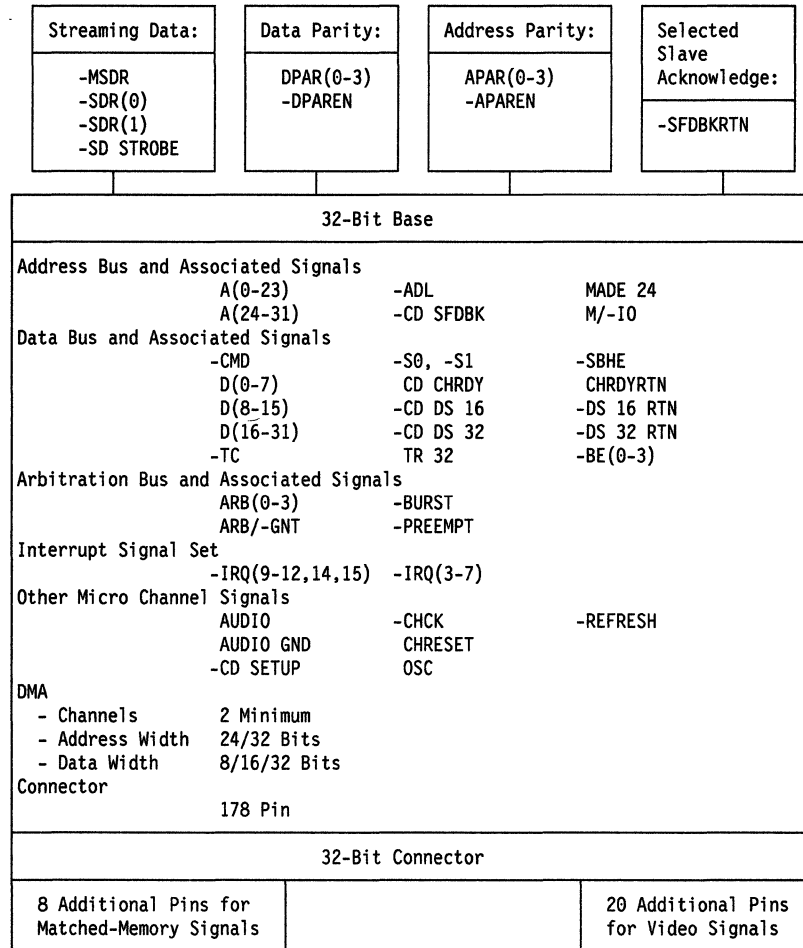 Streaming Data:
-MSDR
-SDR(0)
-SDR(1)
-SD STROBE
Data Parity:
DPAR(0-3)
-DPAREN
Address Parity:
APAR(0-3)
-APAREN
Selected
Slave
Acknowledge:
-SFDBKRTN
32-Bit Base
Address Bus and Associated Signals
A(0-23) -ADL MADE 24
A(24-31) -CD SFDBK M/-IO
Data Bus and Associated Signals
-CMD -S0, -S1 -SBHE
D(0-7) CD CHRDY CHRDYRTN
D(8-15) -CD DS 16 -DS 16 RTN
D(16-31) -CD DS 32 -DS 32 RTN
-TC TR 32 -BE(0-3)
Arbitration Bus and Associated Signals
ARB(0-3) -BURST
ARB/-GNT -PREEMPT
Interrupt Signal Set
-IRQ(9-12,14,15) -IRQ(3-7)
Other Micro Channel Signals
AUDIO -CHCK -REFRESH
AUDIO GND CHRESET
-CD SETUP OSC
DMA
- Channels 2 Minimum
- Address Width 24/32 Bits
- Data Width 8/16/32 Bits
Connector
178 Pin
32-Bit Connector
8 Additional Pins for
Matched-Memory Signals
20 Additional Pins
for Video Signals